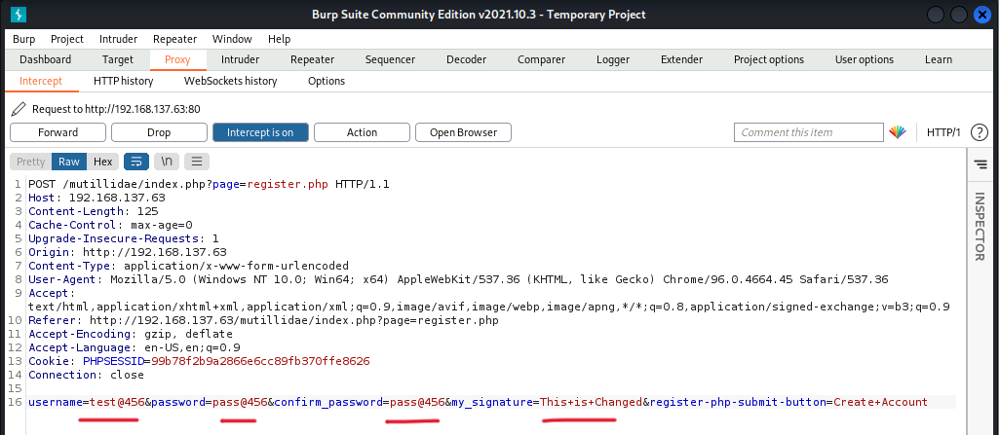 Burp Suite Community Edition v2021.10.3 - Temporary Project
Burp Project Intruder Repeater Window Help
Dashboard Target Proxy Intruder Repeater Sequencer Decoder Comparer Logger Extender Project options User options Learn
Intercept HTTP history WebSockets history Options
Request to http://192.168.137.63:80
Forward Drop Intercept is on Action Open Browser Comment this item HTTP/1 ?
Pretty Raw Hex \n
INSPECTOR
1 POST /mutillidae/index.php?page=register.php HTTP/1.1
2 Host: 192.168.137.63
3 Content-Length: 125
4 Cache-Control: max-age=0
5 Upgrade-Insecure-Requests: 1
6 Origin: http://192.168.137.63
7 Content-Type: application/x-www-form-urlencoded
8 User-Agent: Mozilla/5.0 (Windows NT 10.0; Win64; x64) AppleWebKit/537.36 (KHTML, like Gecko) Chrome/96.0.4664.45 Safari/537.36
9 Accept:
text/html,application/xhtml+xml,application/xml;q=0.9,image/avif,image/webp,image/apng,*/*;q=0.8,application/signed-exchange;v=b3;q=0.9
10 Referer: http://192.168.137.63/mutillidae/index.php?page=register.php
11 Accept-Encoding: gzip, deflate
12 Accept-Language: en-US,en;q=0.9
13 Cookie: PHPSESSID=99b78f2b9a2866e6cc89fb370ffe8626
14 Connection: close
15
16 username=test@456&password=pass@456&confirm_password=pass@456&my_signature=This+is+Changed&register-php-submit-button=Create+Account